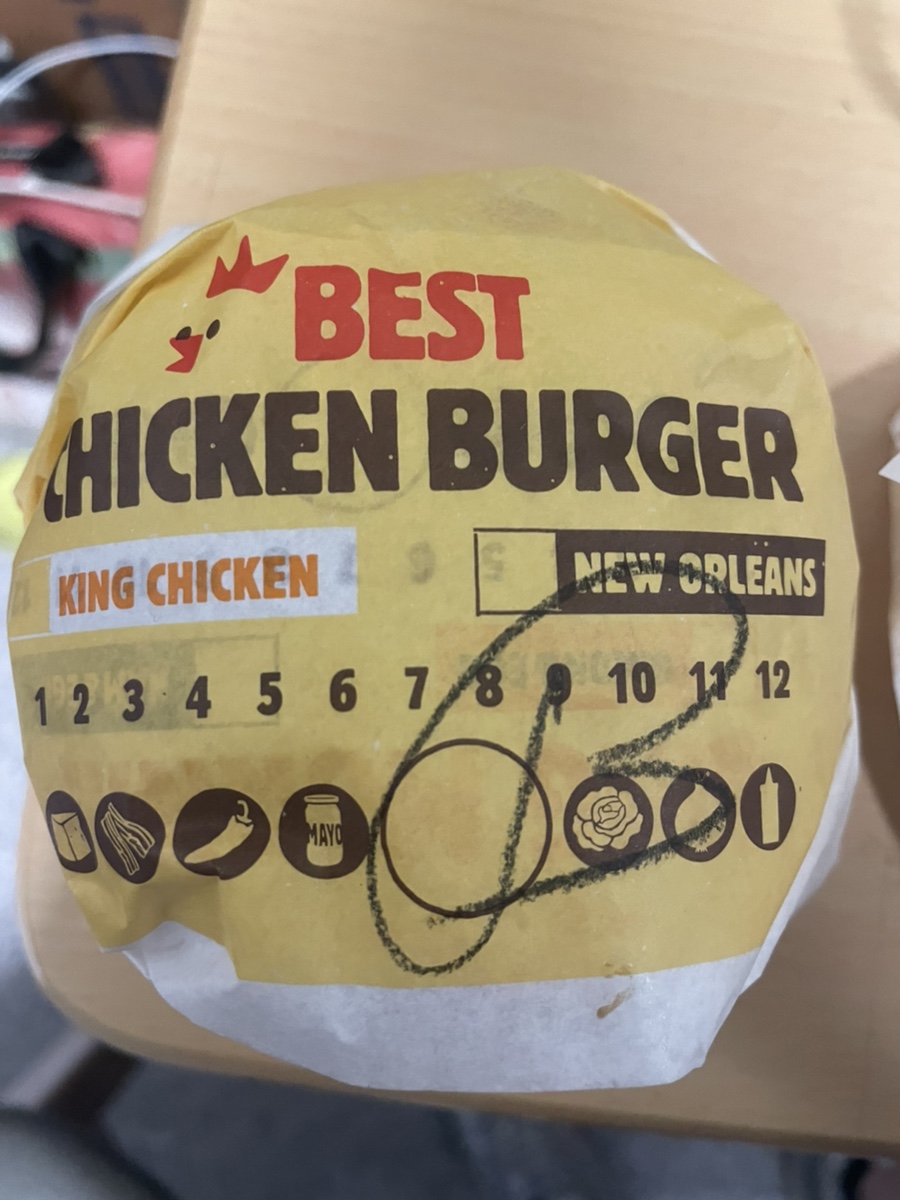 BEST
CHICKEN BURGER
KING CHICKEN
NEW ORLEANS
1 2 3 4 5 6 7 8 9 10 11 12
MAYO
B